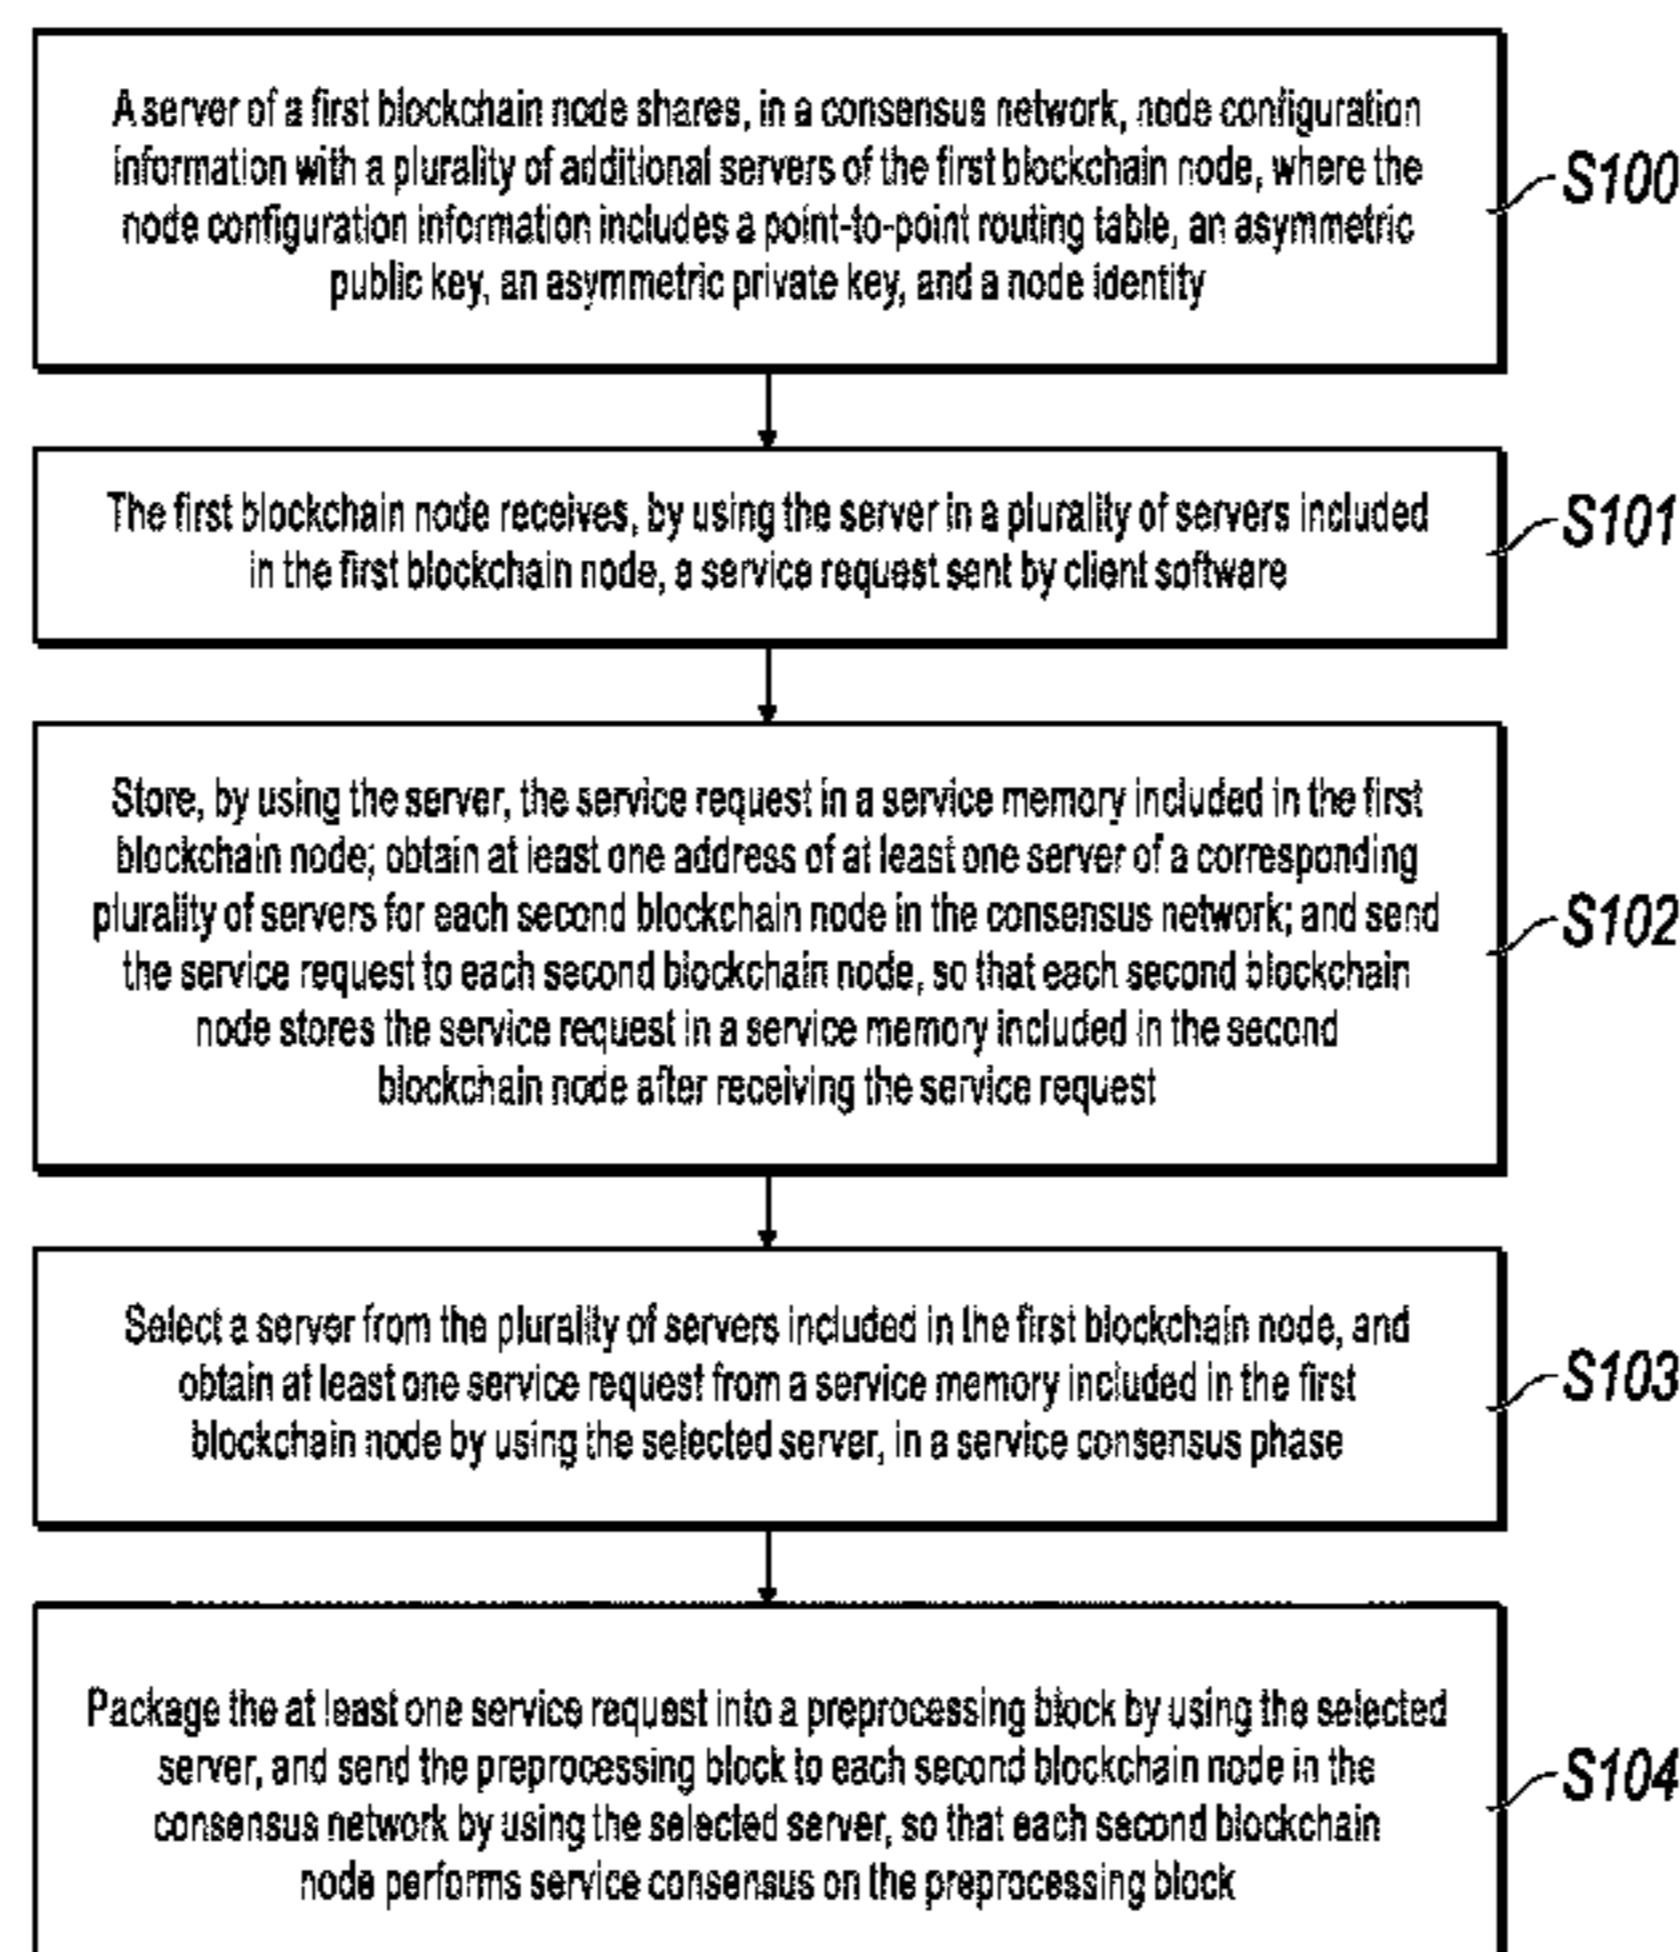 A server of a first blockchain node shares, in a consensus network, node configuration
information with a plurality of additional servers of the first blockchain node, where the
node configuration information includes a point-to-point routing table, an asymmetric
public key, an asymmetric private key, and a node identity
S100
The first blockchain node receives, by using the server in a plurality of servers included
in the first blockchain node, a service request sent by client software
S101
Store, by using the server, the service request in a service memory included in the first
blockchain node; obtain at least one address of at least one server of a corresponding
plurality of servers for each second blockchain node in the consensus network; and send
the service request to each second blockchain node, so that each second blockchain
node stores the service request in a service memory included in the second
blockchain node after receiving the service request
S102
Select a server from the plurality of servers included in the first blockchain node, and
obtain at least one service request from a service memory included in the first
blockchain node by using the selected server, in a service consensus phase
S103
Package the at least one service request into a preprocessing block by using the selected
server, and send the preprocessing block to each second blockchain node in the
consensus network by using the selected server, so that each second blockchain
node performs service consensus on the preprocessing block
S104